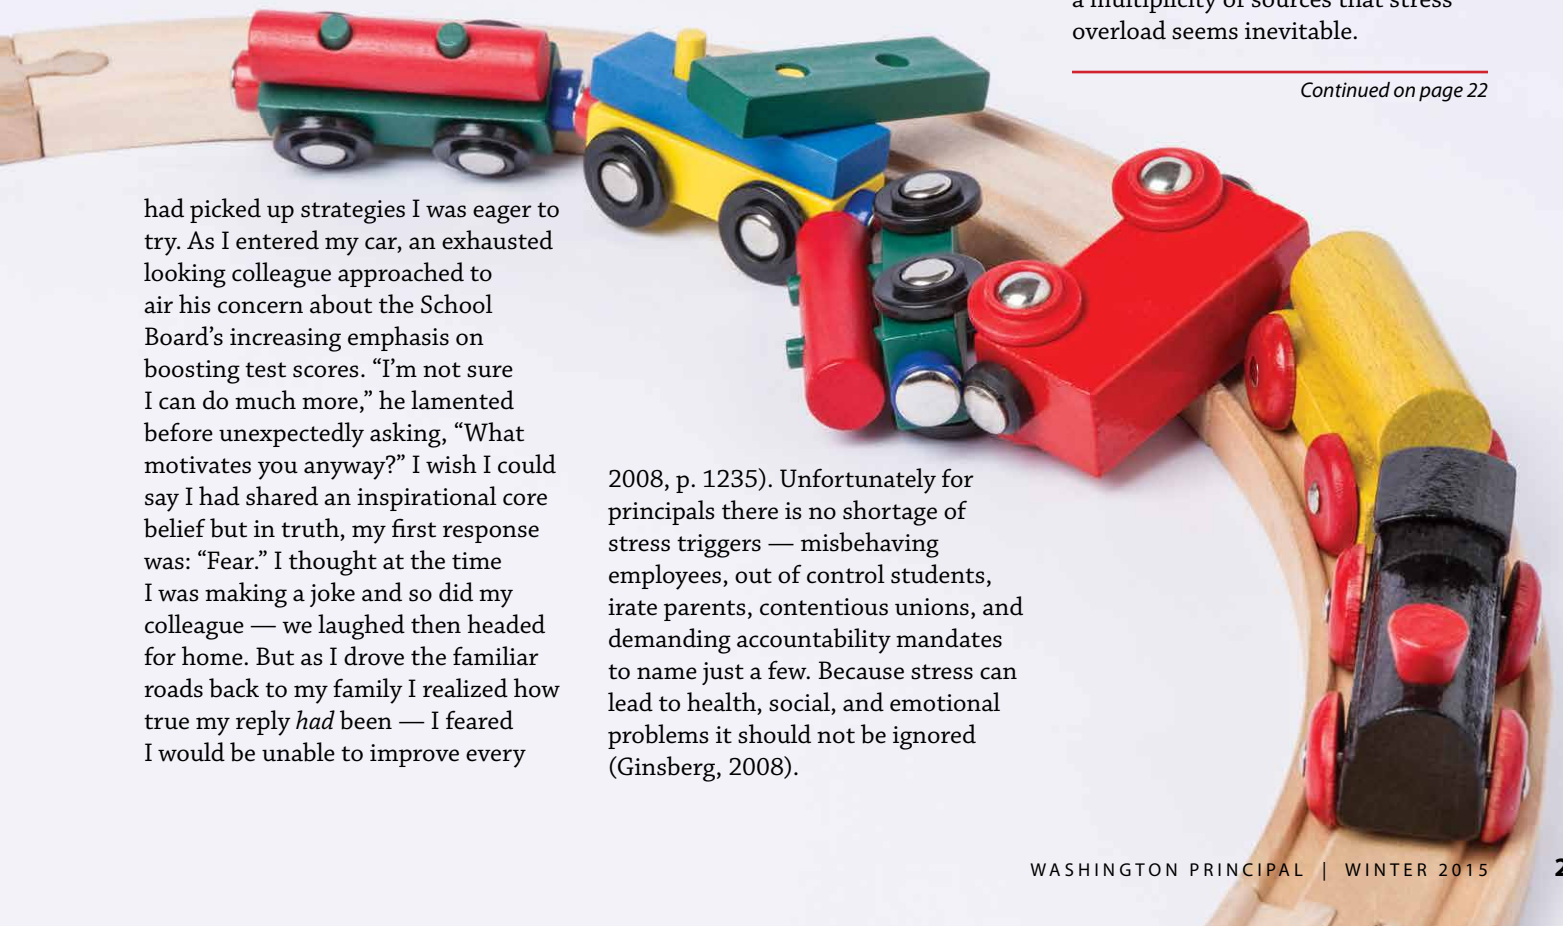 had picked up strategies I was eager to
try. As I entered my car, an exhausted
looking colleague approached to
air his concern about the School
Board’s increasing emphasis on
boosting test scores. “I’m not sure
I can do much more,” he lamented
before unexpectedly asking, “What
motivates you anyway?” I wish I could
say I had shared an inspirational core
belief but in truth, my first response
was: “Fear.” I thought at the time
I was making a joke and so did my
colleague — we laughed then headed
for home. But as I drove the familiar
roads back to my family I realized how
true my reply had been — I feared
I would be unable to improve every
2008, p. 1235). Unfortunately for
principals there is no shortage of
stress triggers — misbehaving
employees, out of control students,
irate parents, contentious unions, and
demanding accountability mandates
to name just a few. Because stress can
lead to health, social, and emotional
problems it should not be ignored
(Ginsberg, 2008).
a multiplicity of sources that stress
overload seems inevitable.
Continued on page 22
WASHINGTON PRINCIPAL | WINTER 2015